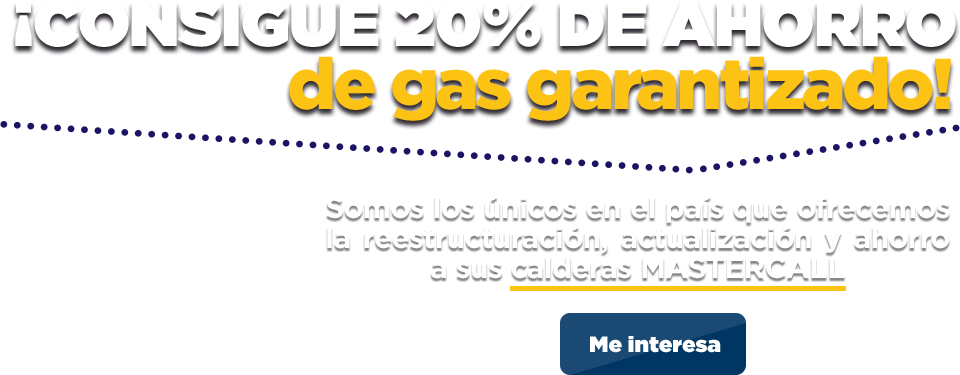 ¡CONSIGUE 20% DE AHORRO
de gas garantizado!
Somos los únicos en el país que ofrecemos
la reestructuración, actualización y ahorro
a sus calderas MASTERCALL
Me interesa